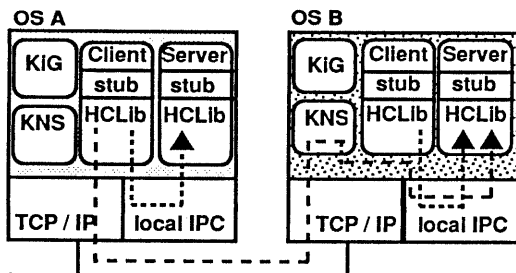 OS A
KiG
Client
Server
stub
stub
KNS
HCLib
HCLib
TCP / IP
local IPC
OS B
KiG
Client
Server
stub
stub
KNS
HCLib
HCLib
TCP / IP
local IPC